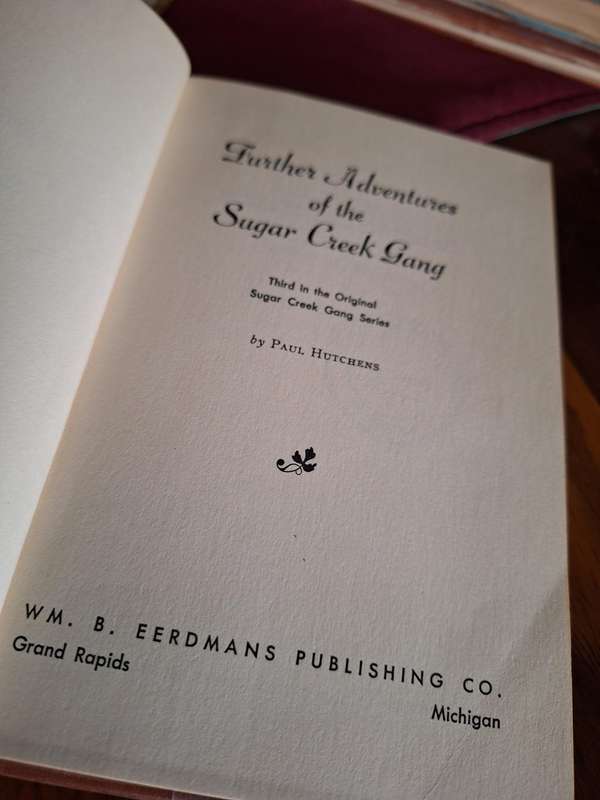 Further Adventures
of the
Sugar Creek Gang
Third in the Original
Sugar Creek Gang Series
by PAUL HUTCHENS
WM. B. EERDMANS PUBLISHING CO.
Grand Rapids
Michigan